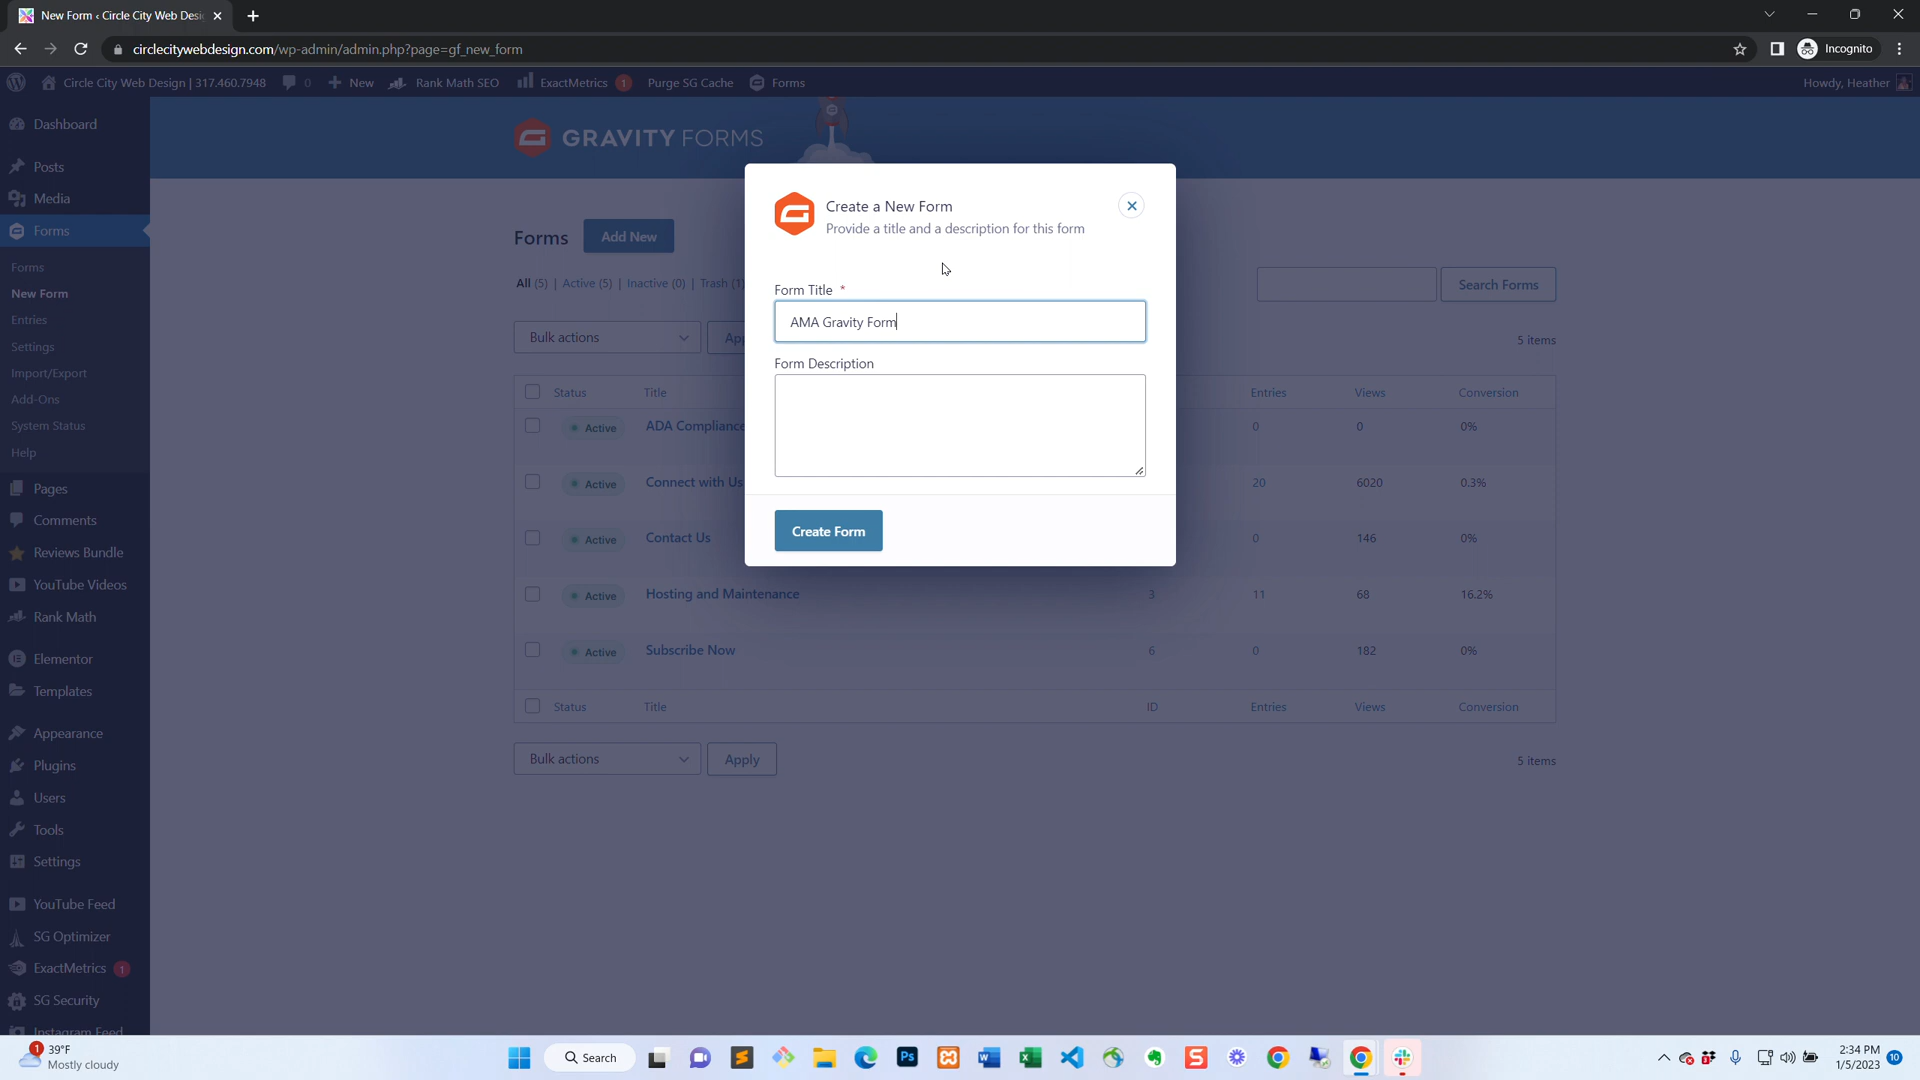 New Form ‹ Circle City Web Desi
circlecitywebdesign.com/wp-admin/admin.php?page=gf_new_form
Incognito
Circle City Web Design | 317.460.7948
0
New
Rank Math SEO
ExactMetrics 1
Purge SG Cache
Forms
Howdy, Heather
Dashboard
Posts
Media
Forms
Forms
New Form
Entries
Settings
Import/Export
Add-Ons
System Status
Help
Pages
Comments
Reviews Bundle
YouTube Videos
Rank Math
Elementor
Templates
Appearance
Plugins
Users
Tools
Settings
YouTube Feed
SG Optimizer
ExactMetrics 1
SG Security
Instagram Feed
GRAVITY FORMS
Forms
Add New
All (5) | Active (5) | Inactive (0) | Trash (1)
Search Forms
Bulk actions
5 items
Status Title Entries Views Conversion
Active ADA Compliance 0 0 0%
Active Connect with Us 20 6020 0.3%
Active Contact Us 0 146 0%
Active Hosting and Maintenance 3 11 68 16.2%
Active Subscribe Now 6 0 182 0%
Status Title ID Entries Views Conversion
Bulk actions
Apply
5 items
Create a New Form
Provide a title and a description for this form
Form Title *
AMA Gravity Form
Form Description
Create Form
1
39°F
Mostly cloudy
Search
Ps
2:34 PM
1/5/2023
10